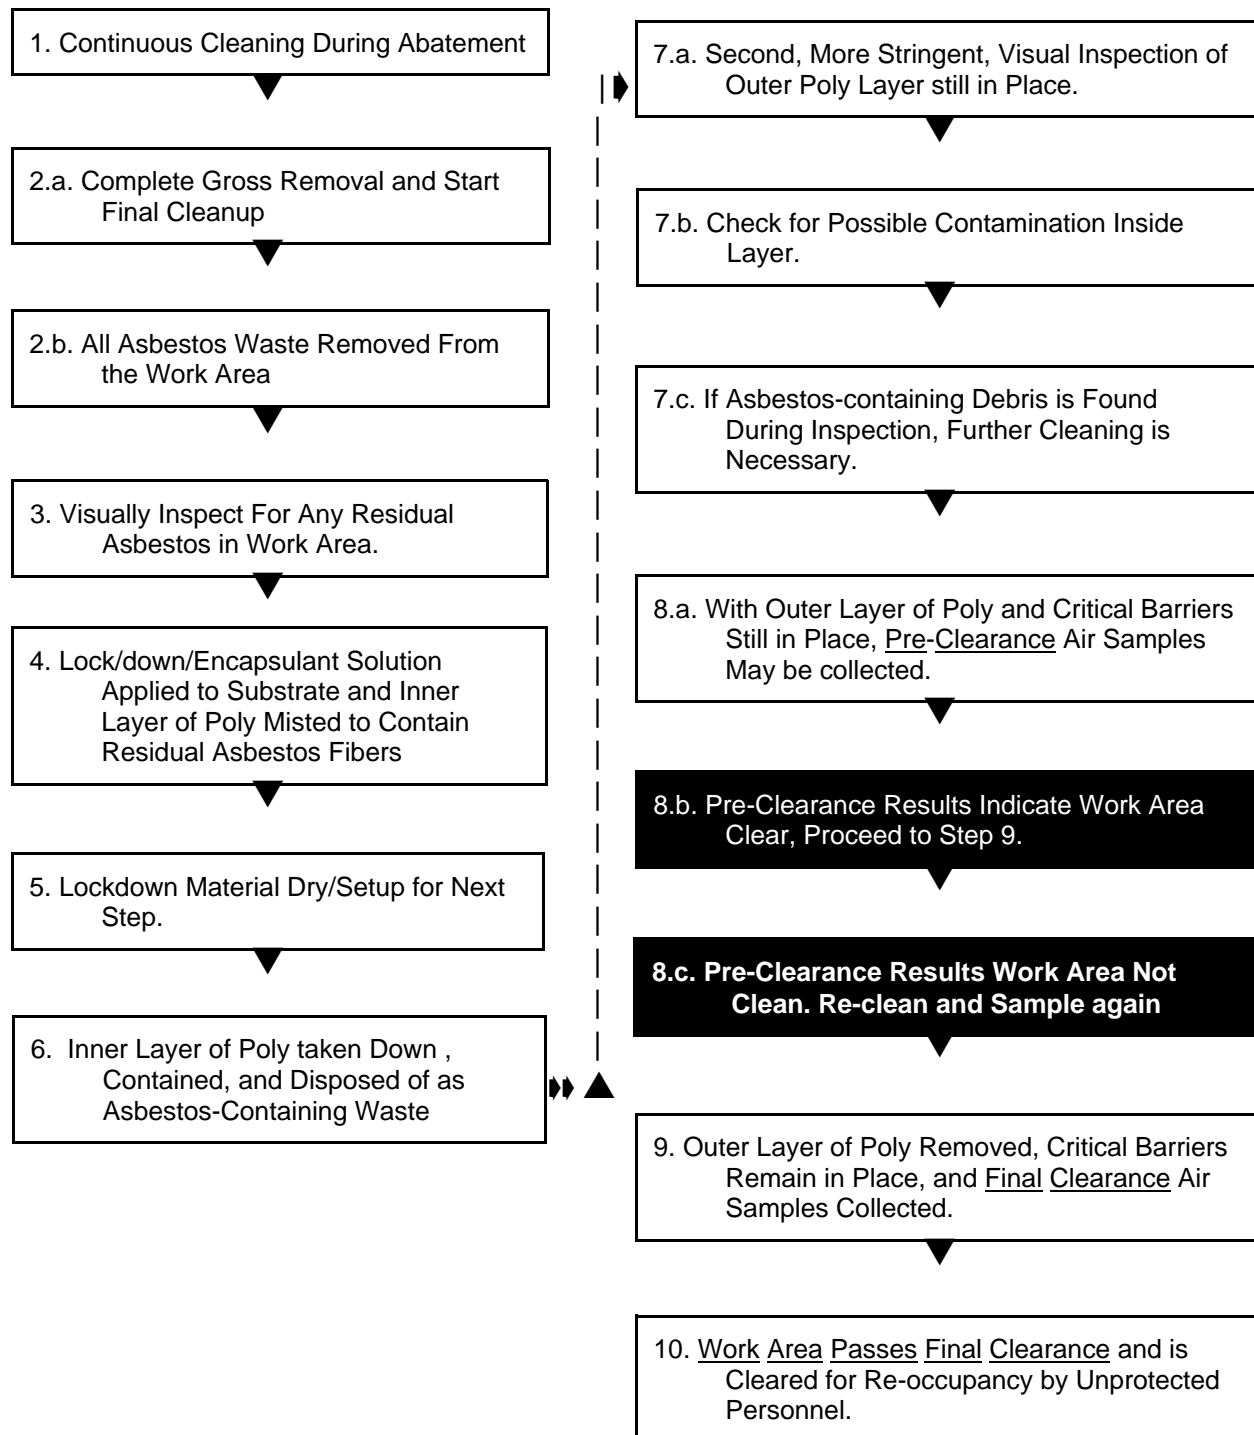 1. Continuous Cleaning During Abatement
2.a. Complete Gross Removal and Start
Final Cleanup
2.b. All Asbestos Waste Removed From
the Work Area
3. Visually Inspect For Any Residual
Asbestos in Work Area.
4. Lock/down/Encapsulant Solution
Applied to Substrate and Inner
Layer of Poly Misted to Contain
Residual Asbestos Fibers
5. Lockdown Material Dry/Setup for Next
Step.
6. Inner Layer of Poly taken Down ,
Contained, and Disposed of as
Asbestos-Containing Waste
7.a. Second, More Stringent, Visual Inspection of
Outer Poly Layer still in Place.
7.b. Check for Possible Contamination Inside
Layer.
7.c. If Asbestos-containing Debris is Found
During Inspection, Further Cleaning is
Necessary.
8.a. With Outer Layer of Poly and Critical Barriers
Still in Place, Pre-Clearance Air Samples
May be collected.
8.b. Pre-Clearance Results Indicate Work Area
Clear, Proceed to Step 9.
8.c. Pre-Clearance Results Work Area Not
Clean. Re-clean and Sample again
9. Outer Layer of Poly Removed, Critical Barriers
Remain in Place, and Final Clearance Air
Samples Collected.
10. Work Area Passes Final Clearance and is
Cleared for Re-occupancy by Unprotected
Personnel.